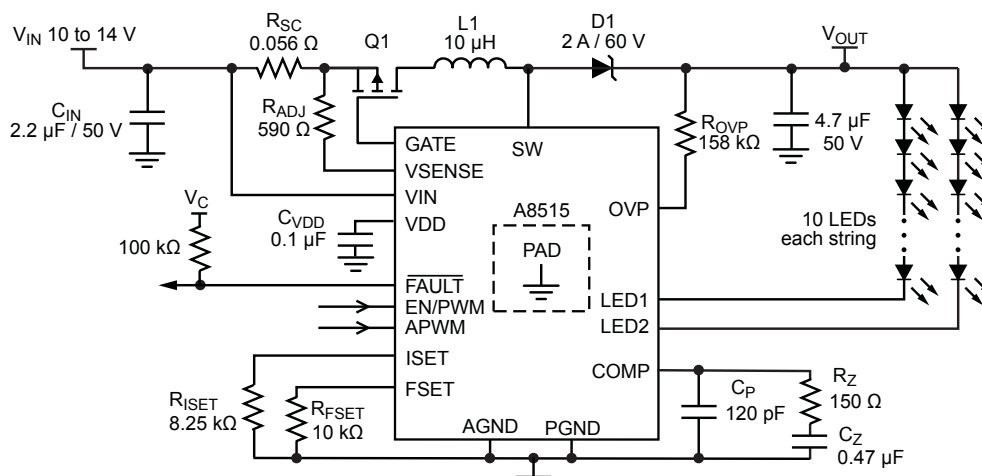 V_IN 10 to 14 V
R_SC
0.056 Ω
Q1
L1
10 µH
D1
2 A / 60 V
V_OUT
C_IN
2.2 µF / 50 V
R_ADJ
590 Ω
R_OVP
158 kΩ
4.7 µF
50 V
GATE
SW
VSENSE
VIN
OVP
V_C
C_VDD
0.1 µF
VDD
A8515
PAD
10 LEDs
each string
100 kΩ
FAULT
EN/PWM
APWM
LED1
LED2
ISET
FSET
COMP
R_ISET
8.25 kΩ
R_FSET
10 kΩ
AGND
PGND
C_P
120 pF
R_Z
150 Ω
C_Z
0.47 µF